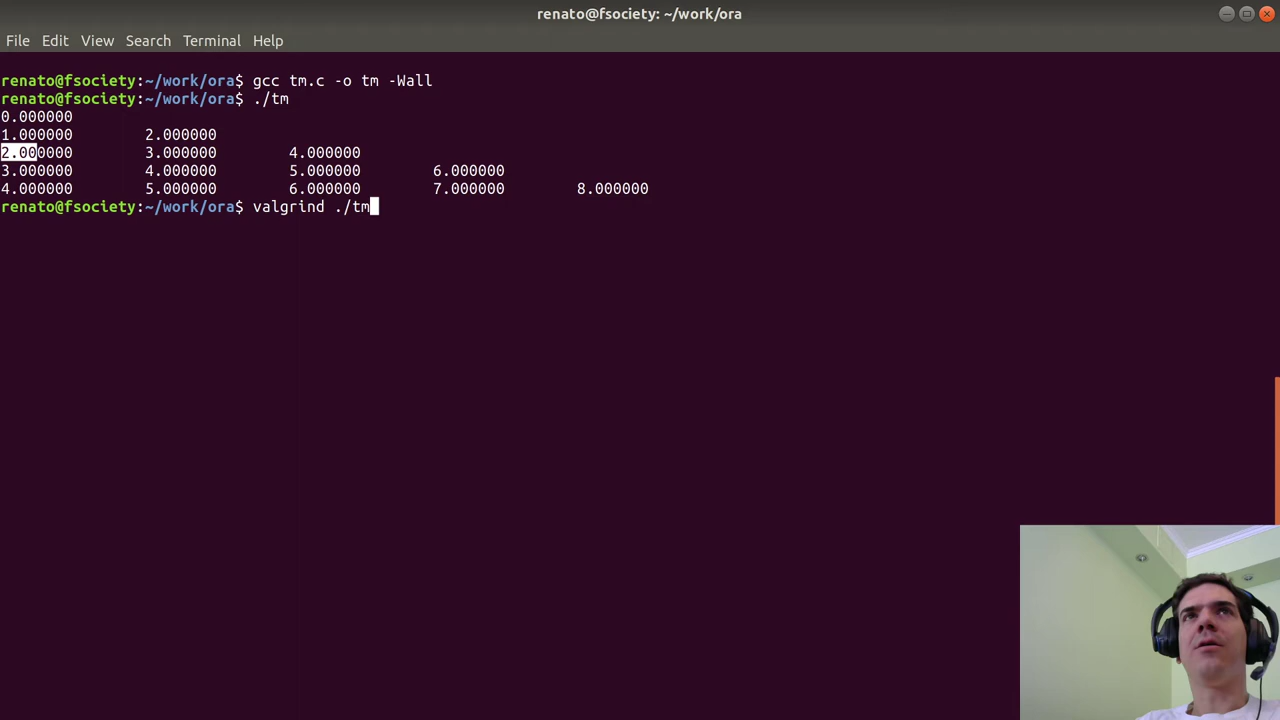 renato@fsociety: ~/work/ora
File Edit View Search Terminal Help
renato@fsociety:~/work/ora$ gcc tm.c -o tm -Wall
renato@fsociety:~/work/ora$ ./tm
0.000000
1.000000 2.000000
2.000000 3.000000 4.000000
3.000000 4.000000 5.000000 6.000000
4.000000 5.000000 6.000000 7.000000 8.000000
renato@fsociety:~/work/ora$ valgrind ./tm